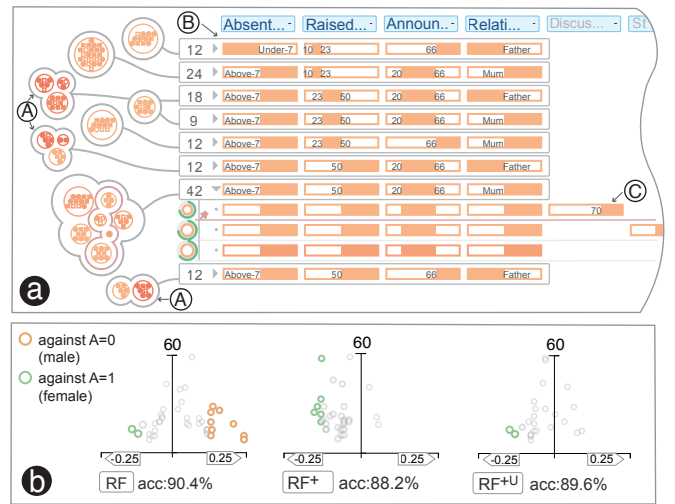 B Absent... - Raised... - Announ.. - Relati... - Discus... - St
12 Under-7 10 23 66 Father
24 Above-7 10 23 20 66 Mum
18 Above-7 23 50 20 66 Father
A
9 Above-7 23 50 20 66 Mum
12 Above-7 23 50 66 Mum
12 Above-7 50 20 66 Father
42 Above-7 50 20 66 Mum
C
70
12 Above-7 50 66 Father
A
a
against A=0
(male)
against A=1
(female)
60 60 60
-0.25 0.25 -0.25 0.25 -0.25 0.25
b
RF acc:90.4% RF+ acc:88.2% RF+U acc:89.6%